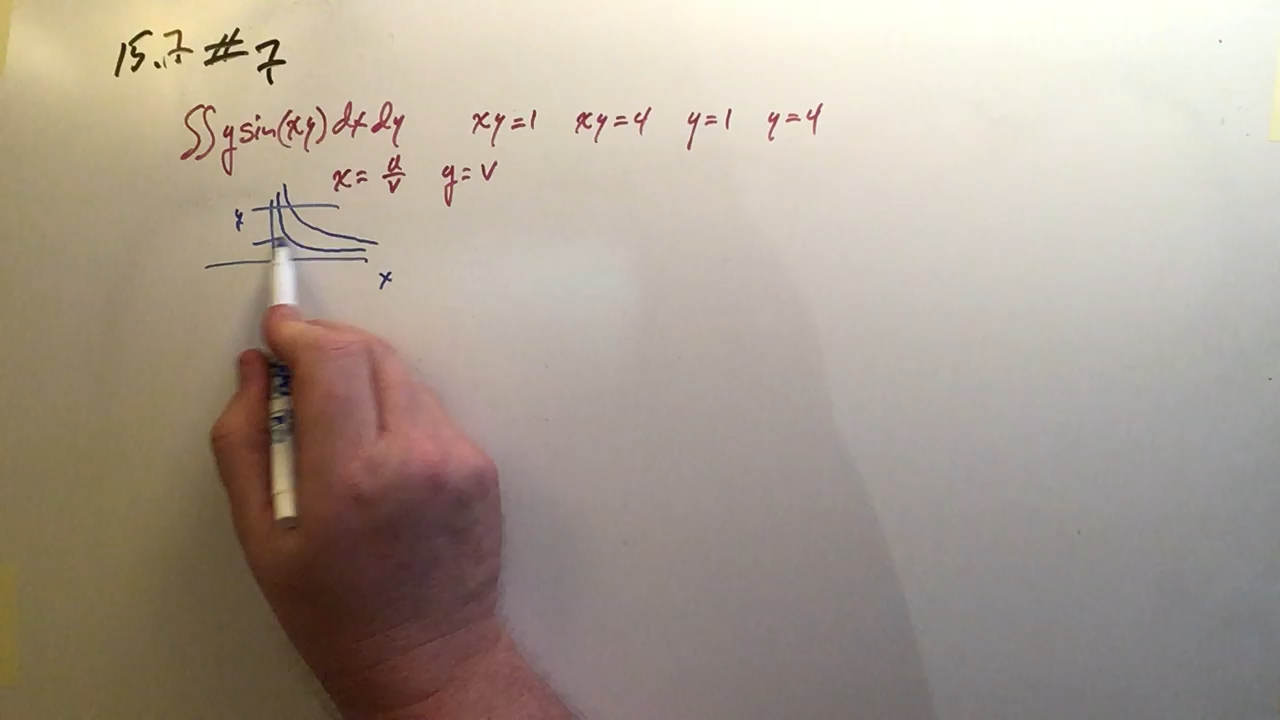 15.7 #7
∬ y sin(xy) dx dy xy=1 xy=4 y=1 y=4
x = u/v y = v
y
x